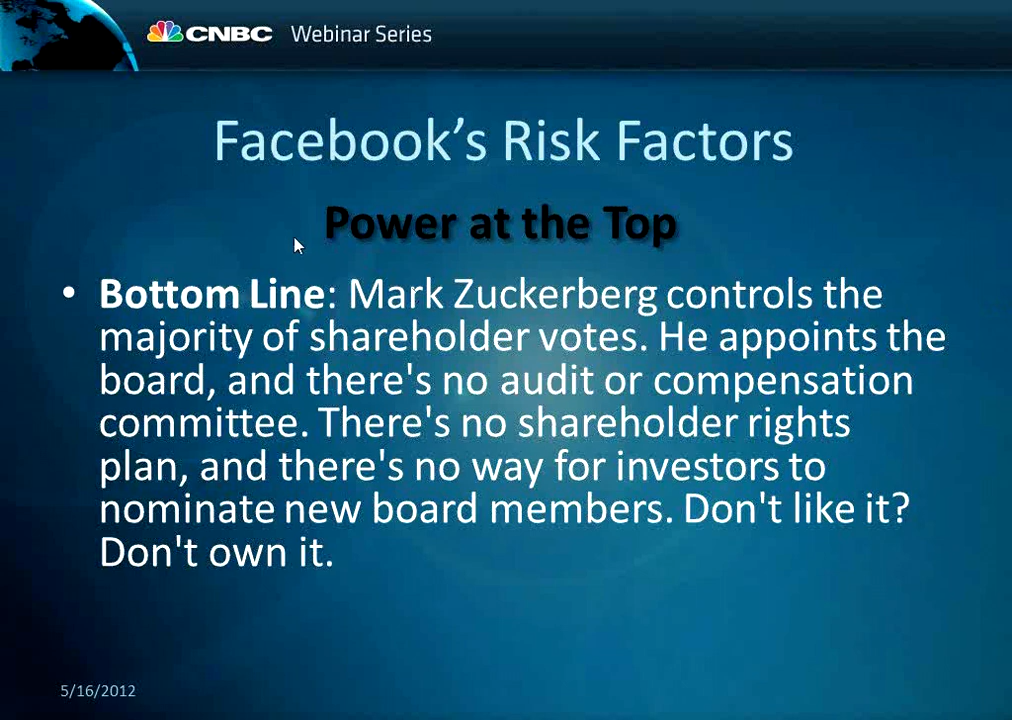 CNBC Webinar Series
Facebook’s Risk Factors
Power at the Top
• Bottom Line: Mark Zuckerberg controls the
majority of shareholder votes. He appoints the
board, and there's no audit or compensation
committee. There's no shareholder rights
plan, and there's no way for investors to
nominate new board members. Don't like it?
Don't own it.
5/16/2012